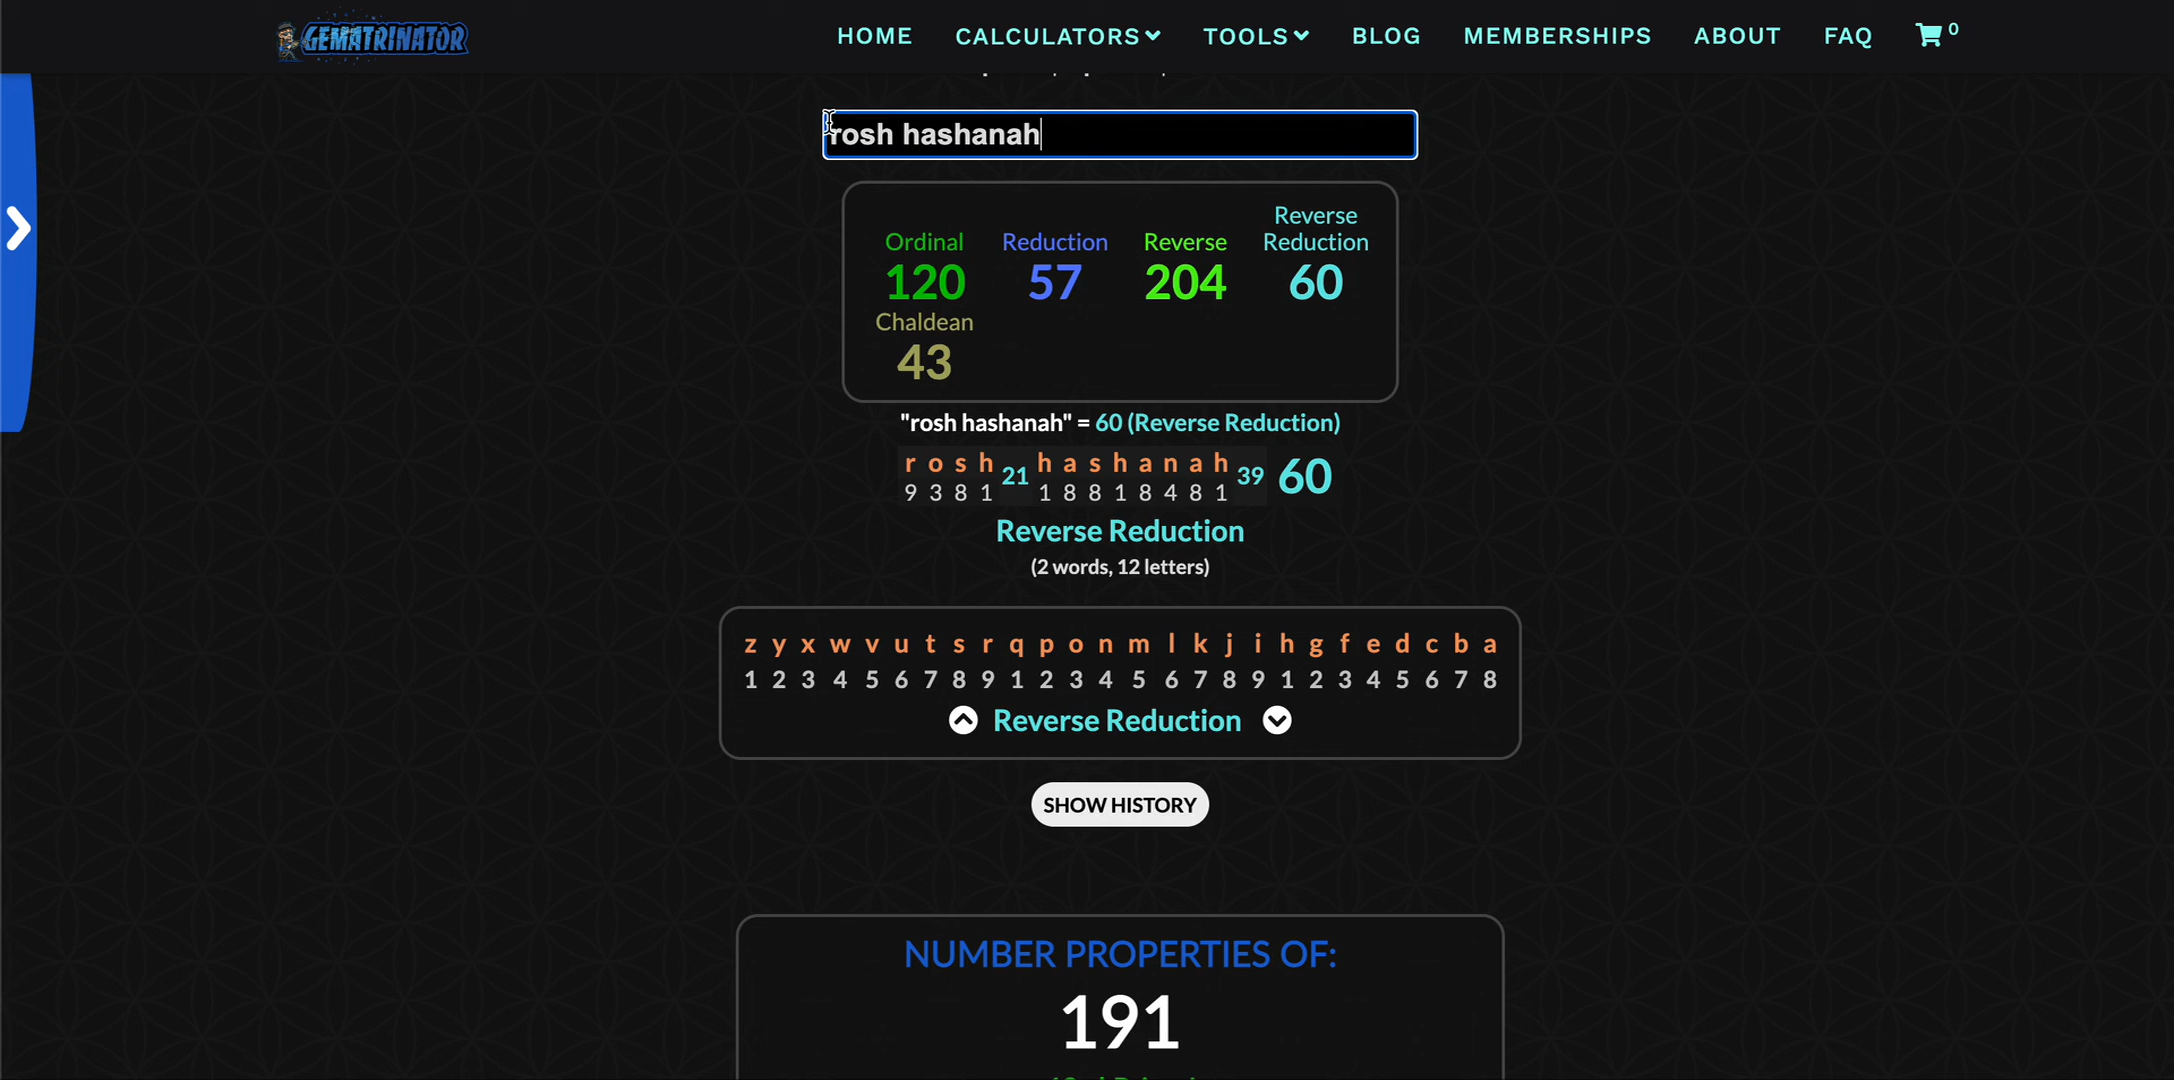 GEMATRINATOR
HOME CALCULATORS TOOLS BLOG MEMBERSHIPS ABOUT FAQ 0
rosh hashanah
Ordinal Reduction Reverse Reverse Reduction
120 57 204 60
Chaldean
43
"rosh hashanah" = 60 (Reverse Reduction)
r o s h 21 h a s h a n a h 39 60
9 3 8 1 1 8 8 1 8 4 8 1
Reverse Reduction
(2 words, 12 letters)
z y x w v u t s r q p o n m l k j i h g f e d c b a
1 2 3 4 5 6 7 8 9 1 2 3 4 5 6 7 8 9 1 2 3 4 5 6 7 8
Reverse Reduction
SHOW HISTORY
NUMBER PROPERTIES OF:
191